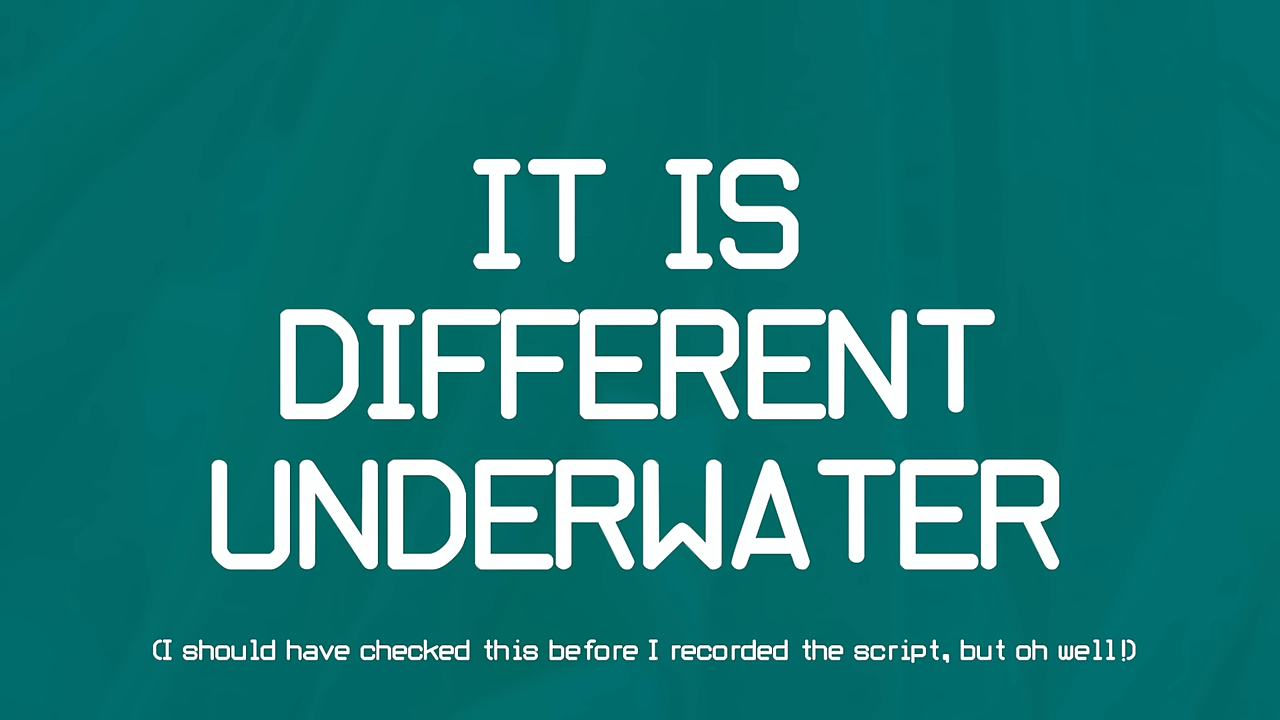 IT IS
DIFFERENT
UNDERWATER
(I should have checked this before I recorded the script, but oh well!)